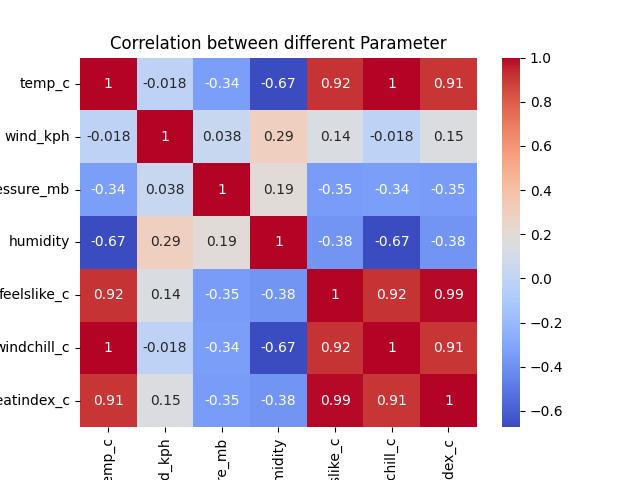 Correlation between different Parameter
temp_c 1 -0.018 -0.34 -0.67 0.92 1 0.91
wind_kph -0.018 1 0.038 0.29 0.14 -0.018 0.15
essure_mb -0.34 0.038 1 0.19 -0.35 -0.34 -0.35
humidity -0.67 0.29 0.19 1 -0.38 -0.67 -0.38
feelslike_c 0.92 0.14 -0.35 -0.38 1 0.92 0.99
windchill_c 1 -0.018 -0.34 -0.67 0.92 1 0.91
eatindex_c 0.91 0.15 -0.35 -0.38 0.99 0.91 1
emp_c
d_kph
re_mb
midity
slike_c
chill_c
dex_c
1.0
0.8
0.6
0.4
0.2
0.0
−0.2
−0.4
−0.6